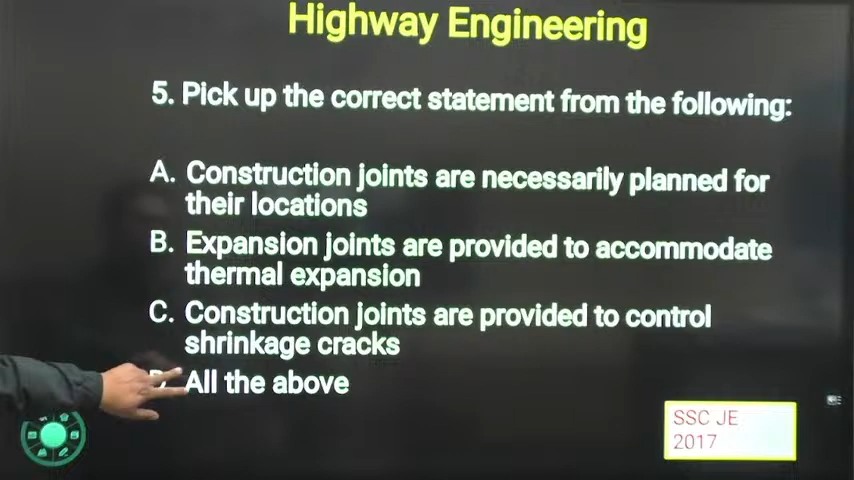 Highway Engineering
5. Pick up the correct statement from the following:
A. Construction joints are necessarily planned for
their locations
B. Expansion joints are provided to accommodate
thermal expansion
C. Construction joints are provided to control
shrinkage cracks
All the above
SSC JE
2017